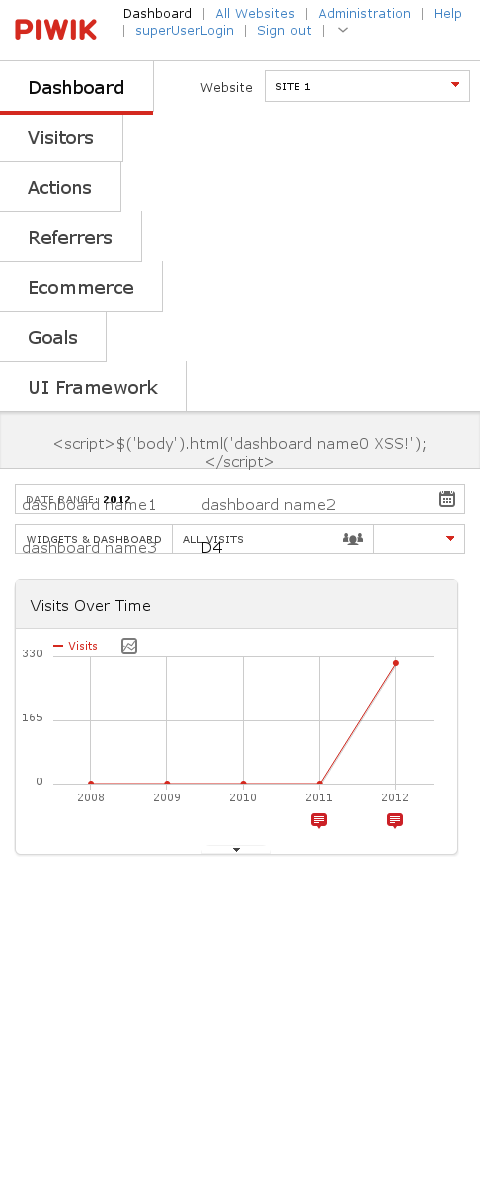 PIWIK
Dashboard | All Websites | Administration | Help
| superUserLogin | Sign out |
Dashboard
Website SITE 1
Visitors
Actions
Referrers
Ecommerce
Goals
UI Framework
<script>$('body').html('dashboard name0 XSS!');
</script>
DATE RANGE: 2012
dashboard name1 dashboard name2
WIDGETS & DASHBOARD ALL VISITS
dashboard name3 D4
Visits Over Time
Visits
330
165
0
2008 2009 2010 2011 2012